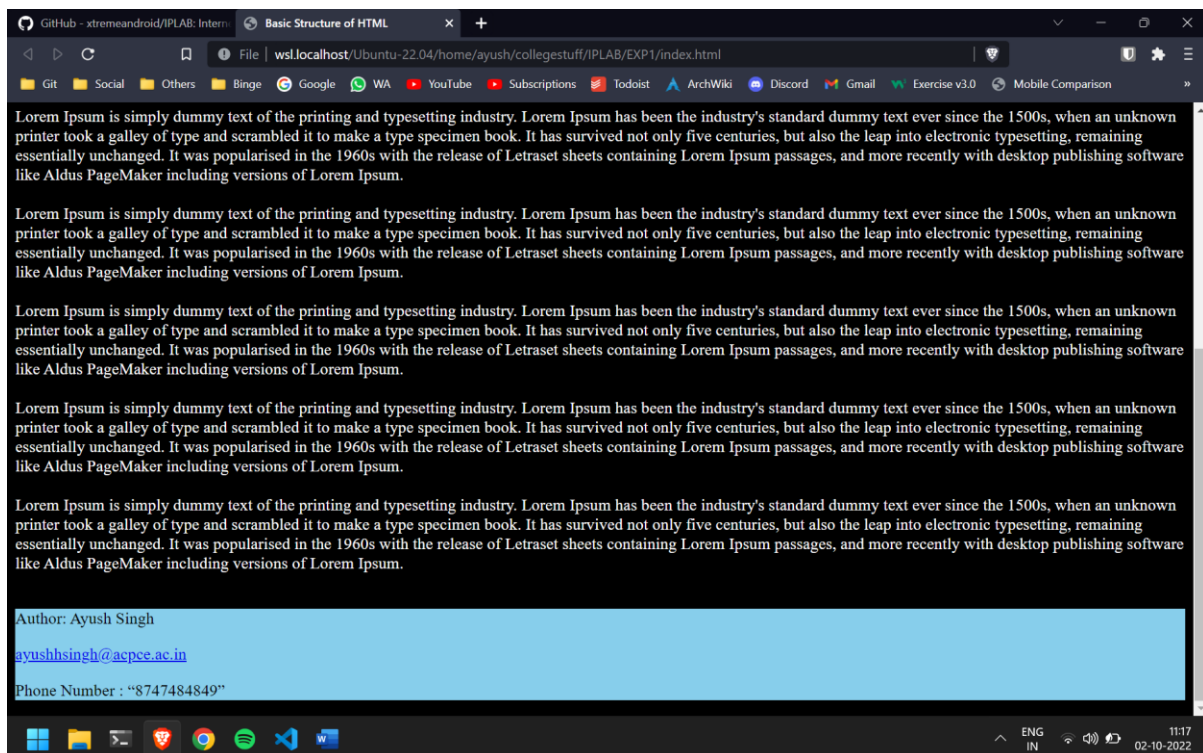 GitHub - xtremeandroid/IPLAB: Intern
Basic Structure of HTML
File | wsl.localhost/Ubuntu-22.04/home/ayush/collegestuff/IPLAB/EXP1/index.html
Git Social Others Binge Google WA YouTube Subscriptions Todoist ArchWiki Discord Gmail Exercise v3.0 Mobile Comparison »
Lorem Ipsum is simply dummy text of the printing and typesetting industry. Lorem Ipsum has been the industry's standard dummy text ever since the 1500s, when an unknown
printer took a galley of type and scrambled it to make a type specimen book. It has survived not only five centuries, but also the leap into electronic typesetting, remaining
essentially unchanged. It was popularised in the 1960s with the release of Letraset sheets containing Lorem Ipsum passages, and more recently with desktop publishing software
like Aldus PageMaker including versions of Lorem Ipsum.
Lorem Ipsum is simply dummy text of the printing and typesetting industry. Lorem Ipsum has been the industry's standard dummy text ever since the 1500s, when an unknown
printer took a galley of type and scrambled it to make a type specimen book. It has survived not only five centuries, but also the leap into electronic typesetting, remaining
essentially unchanged. It was popularised in the 1960s with the release of Letraset sheets containing Lorem Ipsum passages, and more recently with desktop publishing software
like Aldus PageMaker including versions of Lorem Ipsum.
Lorem Ipsum is simply dummy text of the printing and typesetting industry. Lorem Ipsum has been the industry's standard dummy text ever since the 1500s, when an unknown
printer took a galley of type and scrambled it to make a type specimen book. It has survived not only five centuries, but also the leap into electronic typesetting, remaining
essentially unchanged. It was popularised in the 1960s with the release of Letraset sheets containing Lorem Ipsum passages, and more recently with desktop publishing software
like Aldus PageMaker including versions of Lorem Ipsum.
Lorem Ipsum is simply dummy text of the printing and typesetting industry. Lorem Ipsum has been the industry's standard dummy text ever since the 1500s, when an unknown
printer took a galley of type and scrambled it to make a type specimen book. It has survived not only five centuries, but also the leap into electronic typesetting, remaining
essentially unchanged. It was popularised in the 1960s with the release of Letraset sheets containing Lorem Ipsum passages, and more recently with desktop publishing software
like Aldus PageMaker including versions of Lorem Ipsum.
Lorem Ipsum is simply dummy text of the printing and typesetting industry. Lorem Ipsum has been the industry's standard dummy text ever since the 1500s, when an unknown
printer took a galley of type and scrambled it to make a type specimen book. It has survived not only five centuries, but also the leap into electronic typesetting, remaining
essentially unchanged. It was popularised in the 1960s with the release of Letraset sheets containing Lorem Ipsum passages, and more recently with desktop publishing software
like Aldus PageMaker including versions of Lorem Ipsum.
Author: Ayush Singh
ayushhsingh@acpce.ac.in
Phone Number : “8747484849”
ENG 11:17
IN 02-10-2022